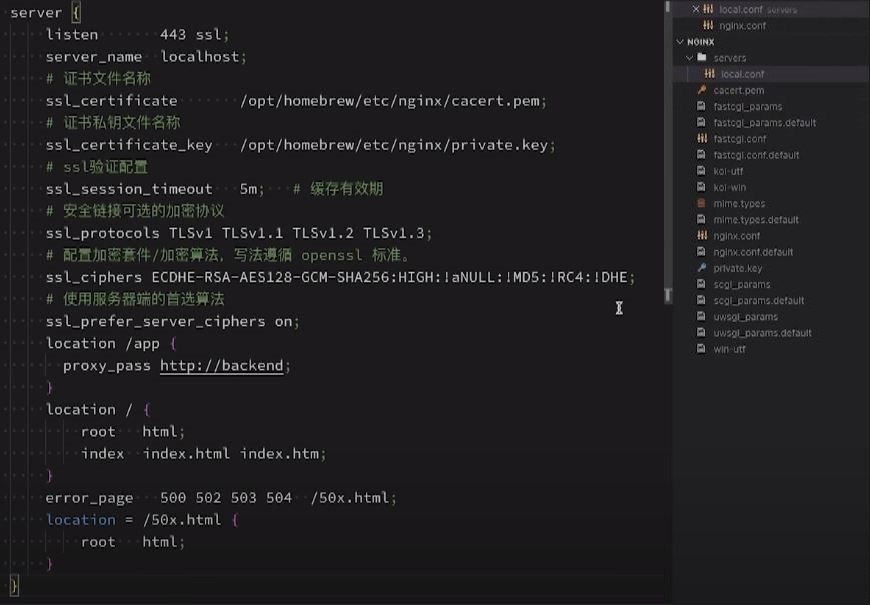 server {
listen 443 ssl;
server_name localhost;
# 证书文件名称
ssl_certificate /opt/homebrew/etc/nginx/cacert.pem;
# 证书私钥文件名称
ssl_certificate_key /opt/homebrew/etc/nginx/private.key;
# ssl验证配置
ssl_session_timeout 5m; # 缓存有效期
# 安全链接可选的加密协议
ssl_protocols TLSv1 TLSv1.1 TLSv1.2 TLSv1.3;
# 配置加密套件/加密算法，写法遵循 openssl 标准。
ssl_ciphers ECDHE-RSA-AES128-GCM-SHA256:HIGH:!aNULL:!MD5:!RC4:!DHE;
# 使用服务器端的首选算法
ssl_prefer_server_ciphers on;
location /app {
proxy_pass http://backend;
}
location / {
root html;
index index.html index.htm;
}
error_page 500 502 503 504 /50x.html;
location = /50x.html {
root html;
}
}
local.conf servers
nginx.conf
NGINX
servers
local.conf
cacert.pem
fastcgi_params
fastcgi_params.default
fastcgi.conf
fastcgi.conf.default
koi-utf
koi-win
mime.types
mime.types.default
nginx.conf
nginx.conf.default
private.key
scgi_params
scgi_params.default
uwsgi_params
uwsgi_params.default
win-utf